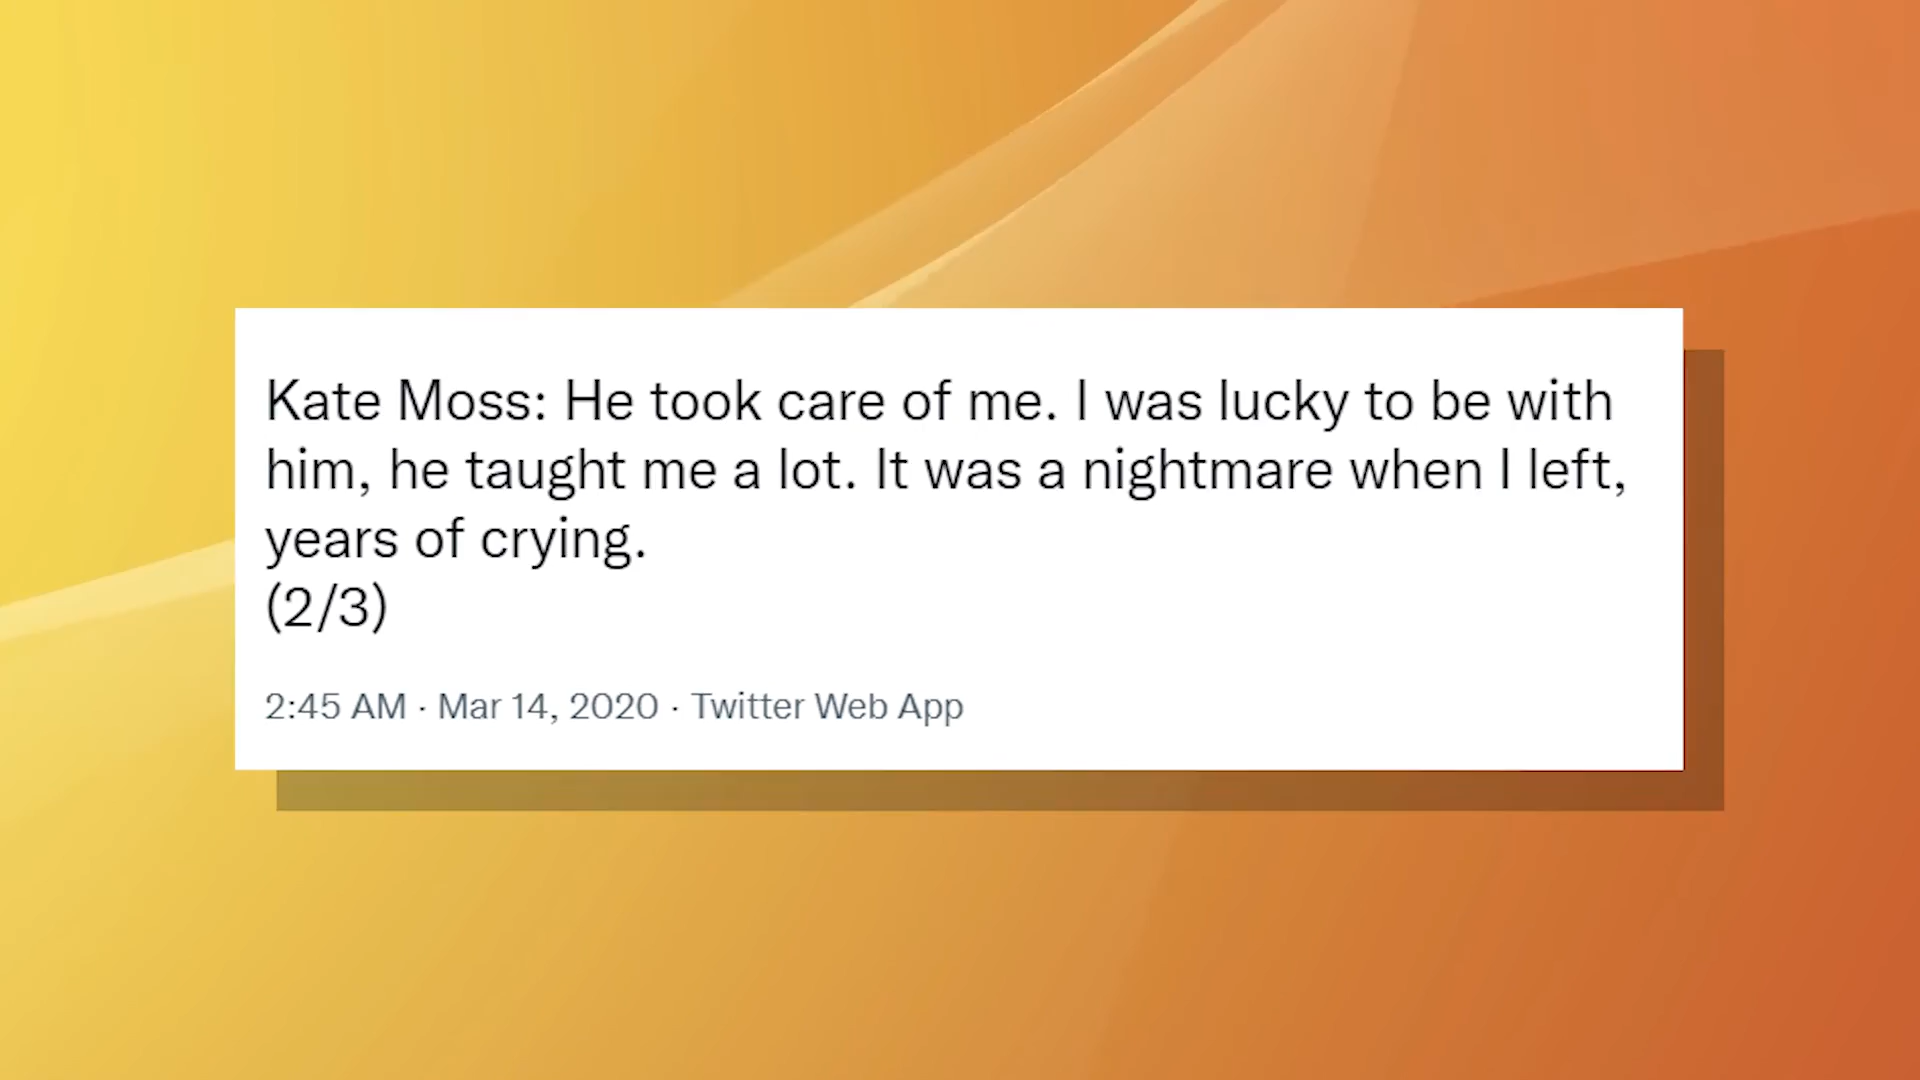 Kate Moss: He took care of me. I was lucky to be with
him, he taught me a lot. It was a nightmare when I left,
years of crying.
(2/3)
2:45 AM · Mar 14, 2020 · Twitter Web App